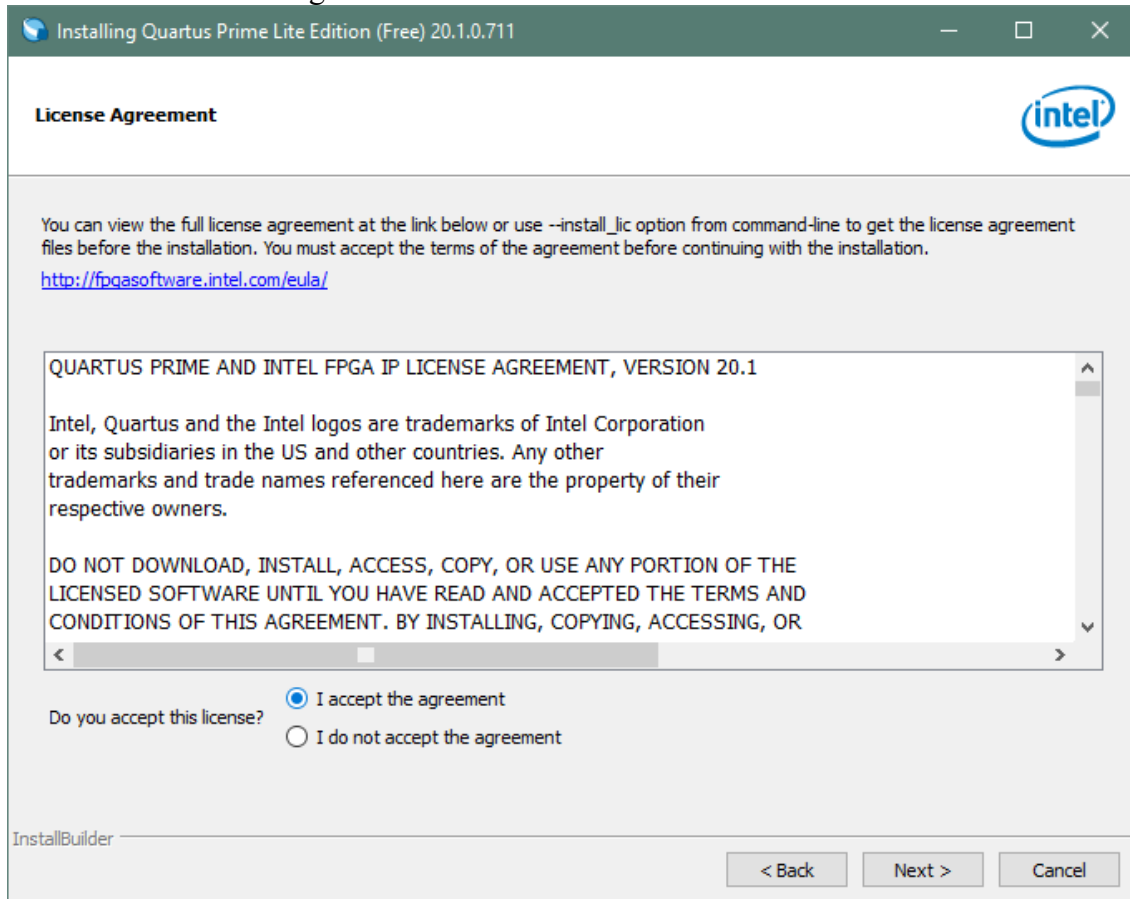 Installing Quartus Prime Lite Edition (Free) 20.1.0.711
License Agreement
intel
You can view the full license agreement at the link below or use --install_lic option from command-line to get the license agreement
files before the installation. You must accept the terms of the agreement before continuing with the installation.
http://fpgasoftware.intel.com/eula/
QUARTUS PRIME AND INTEL FPGA IP LICENSE AGREEMENT, VERSION 20.1
Intel, Quartus and the Intel logos are trademarks of Intel Corporation
or its subsidiaries in the US and other countries. Any other
trademarks and trade names referenced here are the property of their
respective owners.
DO NOT DOWNLOAD, INSTALL, ACCESS, COPY, OR USE ANY PORTION OF THE
LICENSED SOFTWARE UNTIL YOU HAVE READ AND ACCEPTED THE TERMS AND
CONDITIONS OF THIS AGREEMENT. BY INSTALLING, COPYING, ACCESSING, OR
Do you accept this license?
I accept the agreement
I do not accept the agreement
InstallBuilder
< Back Next > Cancel